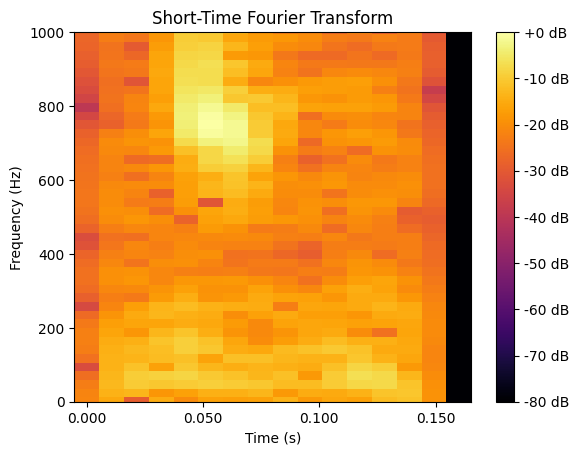 Short-Time Fourier Transform
Frequency (Hz)
1000
800
600
400
200
0
0.000
0.050
0.100
0.150
Time (s)
+0 dB
-10 dB
-20 dB
-30 dB
-40 dB
-50 dB
-60 dB
-70 dB
-80 dB